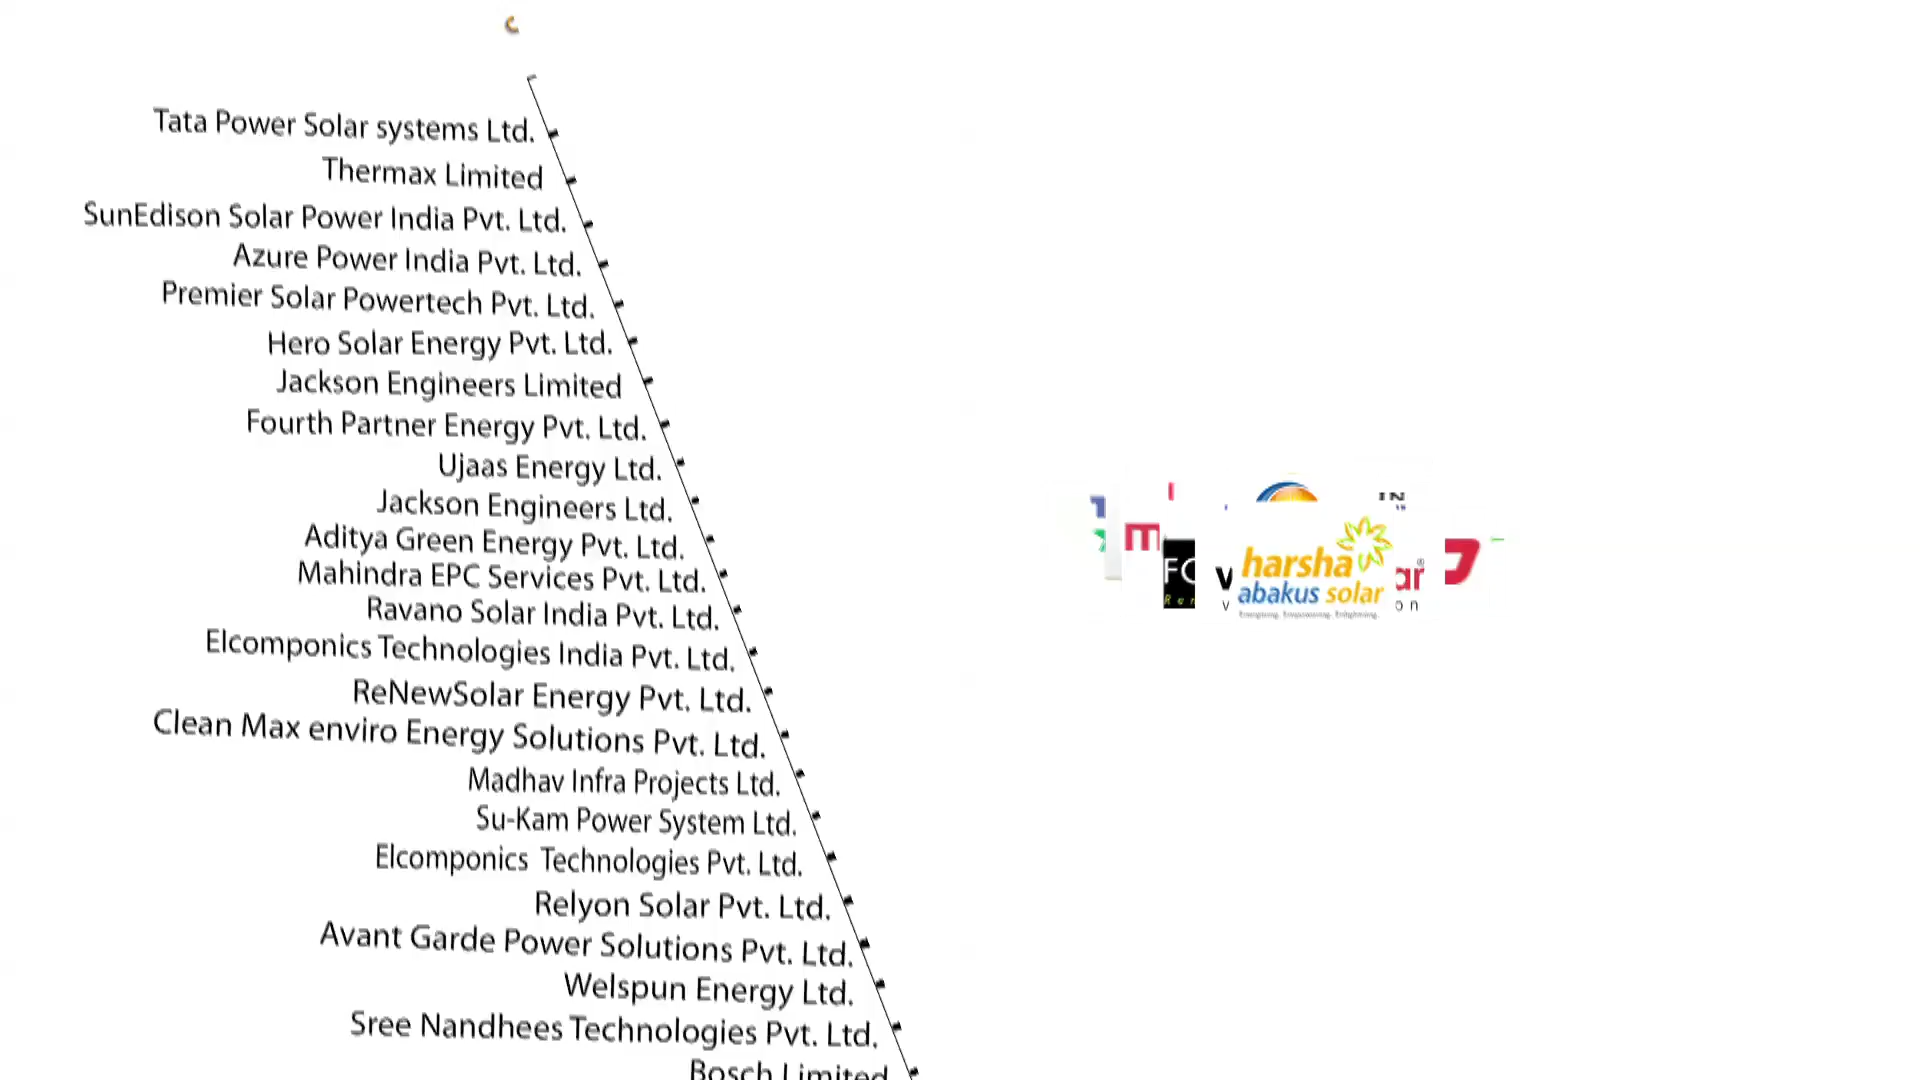 Tata Power Solar systems Ltd.
Thermax Limited
SunEdison Solar Power India Pvt. Ltd.
Azure Power India Pvt. Ltd.
Premier Solar Powertech Pvt. Ltd.
Hero Solar Energy Pvt. Ltd.
Jackson Engineers Limited
Fourth Partner Energy Pvt. Ltd.
Ujaas Energy Ltd.
Jackson Engineers Ltd.
Aditya Green Energy Pvt. Ltd.
Mahindra EPC Services Pvt. Ltd.
Ravano Solar India Pvt. Ltd.
Elcomponics Technologies India Pvt. Ltd.
ReNewSolar Energy Pvt. Ltd.
Clean Max enviro Energy Solutions Pvt. Ltd.
Madhav Infra Projects Ltd.
Su-Kam Power System Ltd.
Elcomponics Technologies Pvt. Ltd.
Relyon Solar Pvt. Ltd.
Avant Garde Power Solutions Pvt. Ltd.
Welspun Energy Ltd.
Sree Nandhees Technologies Pvt. Ltd.
Bosch Limited
harsha
abakus solar